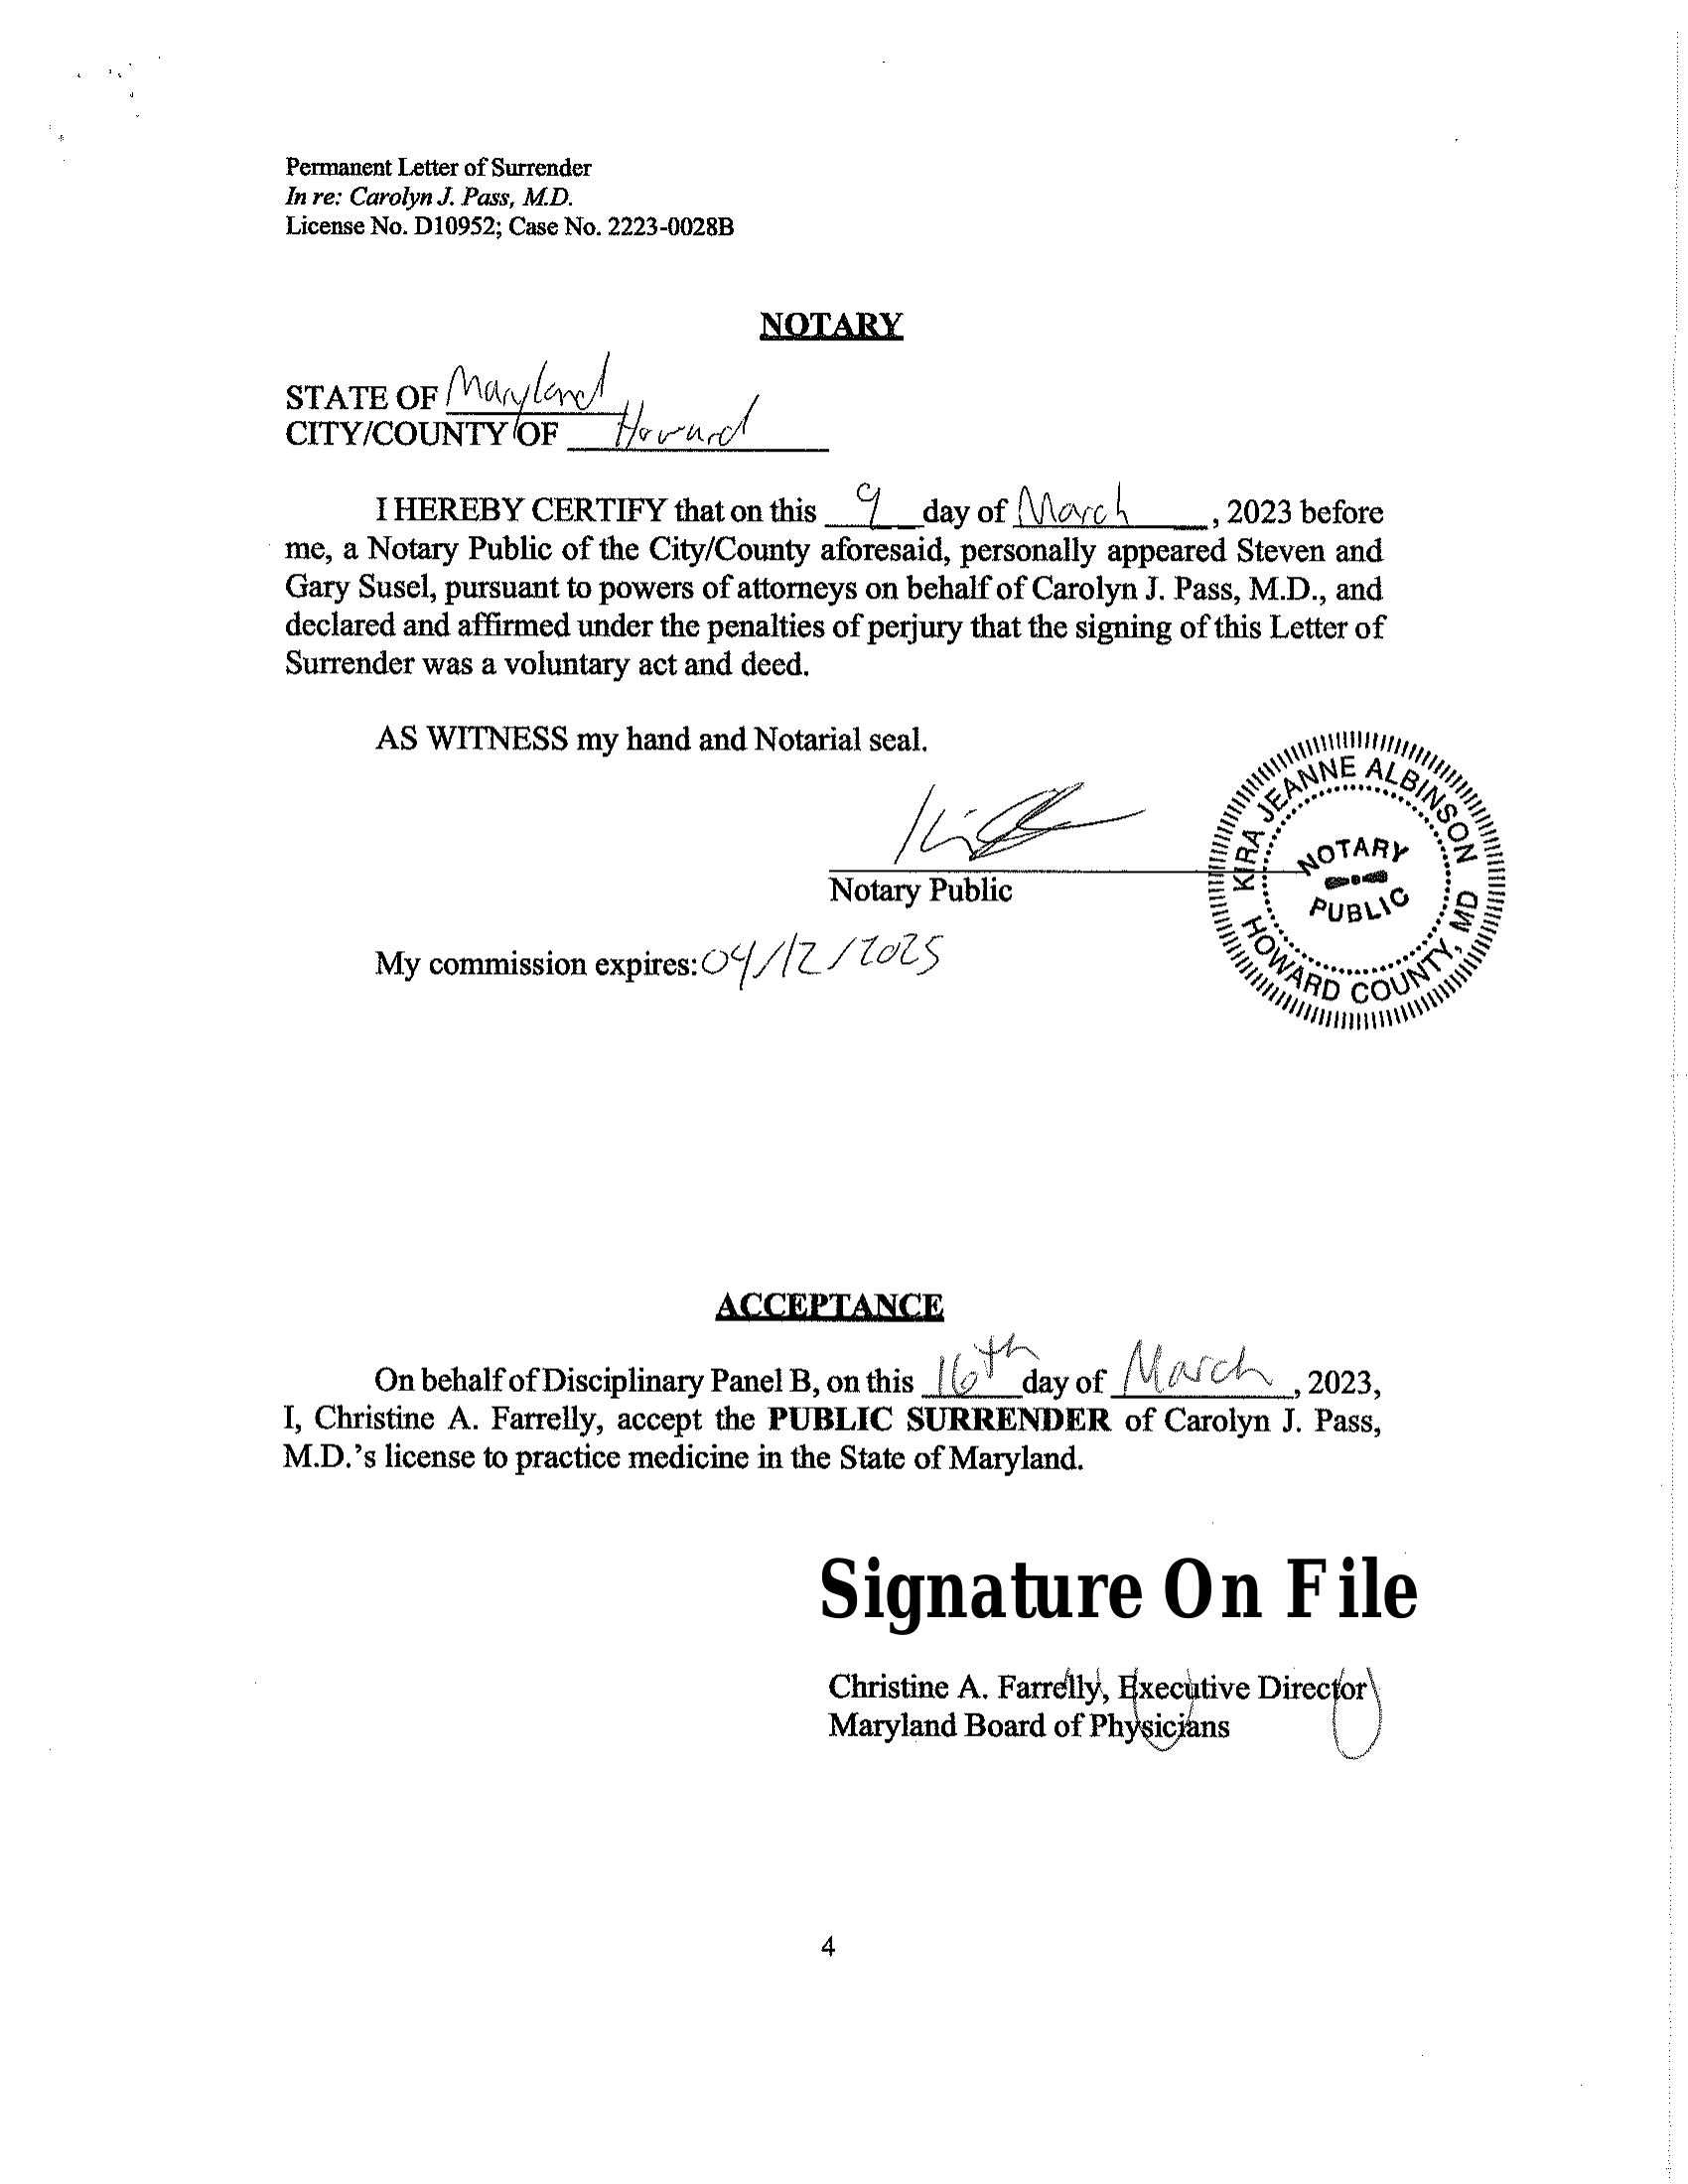 Permanent Letter of Surrender
In re: Carolyn J. Pass, M.D.
License No. D10952; Case No. 2223-0028B
NOTARY
STATE OF Maryland
CITY/COUNTY OF Howard
I HEREBY CERTIFY that on this 9 day of March, 2023 before
me, a Notary Public of the City/County aforesaid, personally appeared Steven and
Gary Susel, pursuant to powers of attorneys on behalf of Carolyn J. Pass, M.D., and
declared and affirmed under the penalties of perjury that the signing of this Letter of
Surrender was a voluntary act and deed.
AS WITNESS my hand and Notarial seal.
Notary Public
KIRA JEANNE ALBINSON
NOTARY
PUBLIC
HOWARD COUNTY, MD
My commission expires: 04/12/2025
ACCEPTANCE
On behalf of Disciplinary Panel B, on this 16th day of March, 2023,
I, Christine A. Farrelly, accept the PUBLIC SURRENDER of Carolyn J. Pass,
M.D.'s license to practice medicine in the State of Maryland.
Signature On File
Christine A. Farrelly, Executive Director
Maryland Board of Physicians
4